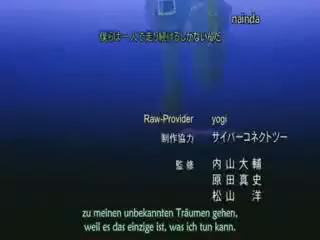 nainda
僕らは一人で走り続けるしかないんだ
Raw-Provider yogi
制作協力 サイバーコネクトツー
監修 内山大輔
原田真史
松山 洋
zu meinen unbekannten Träumen gehen,
weil es das einzige ist, was ich tun kann.